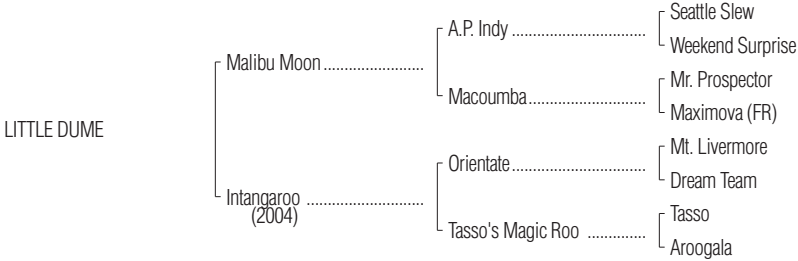 Seattle Slew
A.P. Indy ..............................
Weekend Surprise
Malibu Moon.......................
Mr. Prospector
Macoumba..........................
Maximova (FR)
LITTLE DUME
Mt. Livermore
Orientate..............................
Dream Team
Intangaroo ...........................
(2004)
Tasso
Tasso's Magic Roo .............
Aroogala